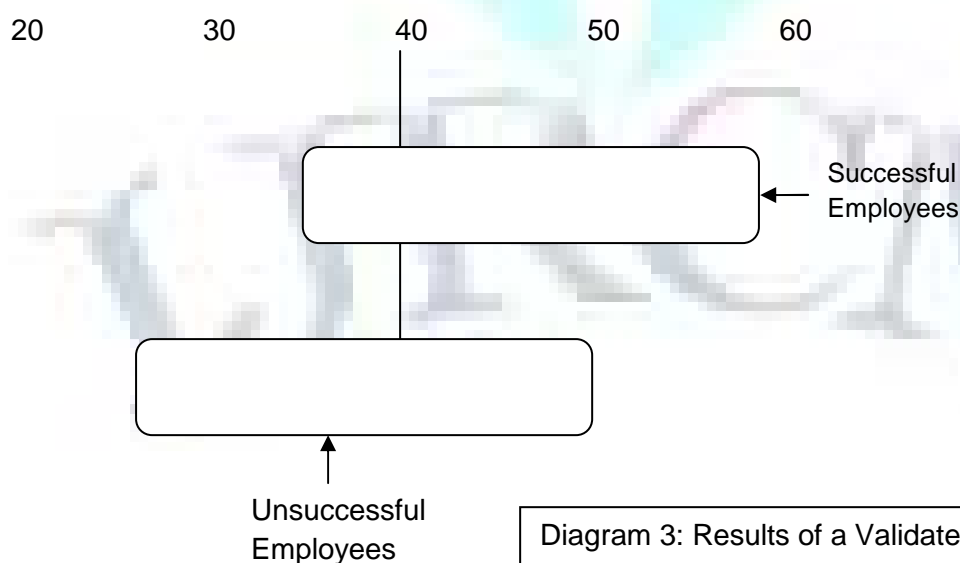 20 30 40 50 60
Successful
Employees
Unsuccessful
Employees
Diagram 3: Results of a Validate